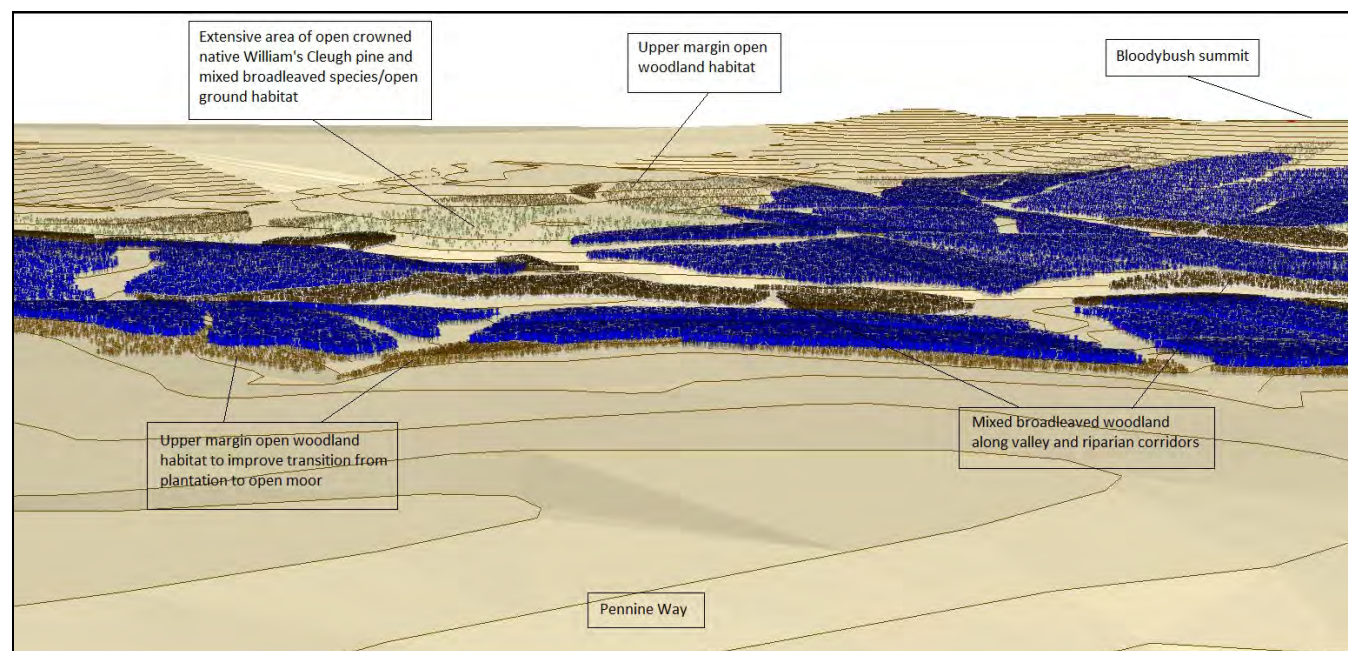 Extensive area of open crowned
native William's Cleugh pine and
mixed broadleaved species/open
ground habitat
Upper margin open
woodland habitat
Bloodybush summit
Upper margin open woodland
habitat to improve transition from
plantation to open moor
Mixed broadleaved woodland
along valley and riparian corridors
Pennine Way